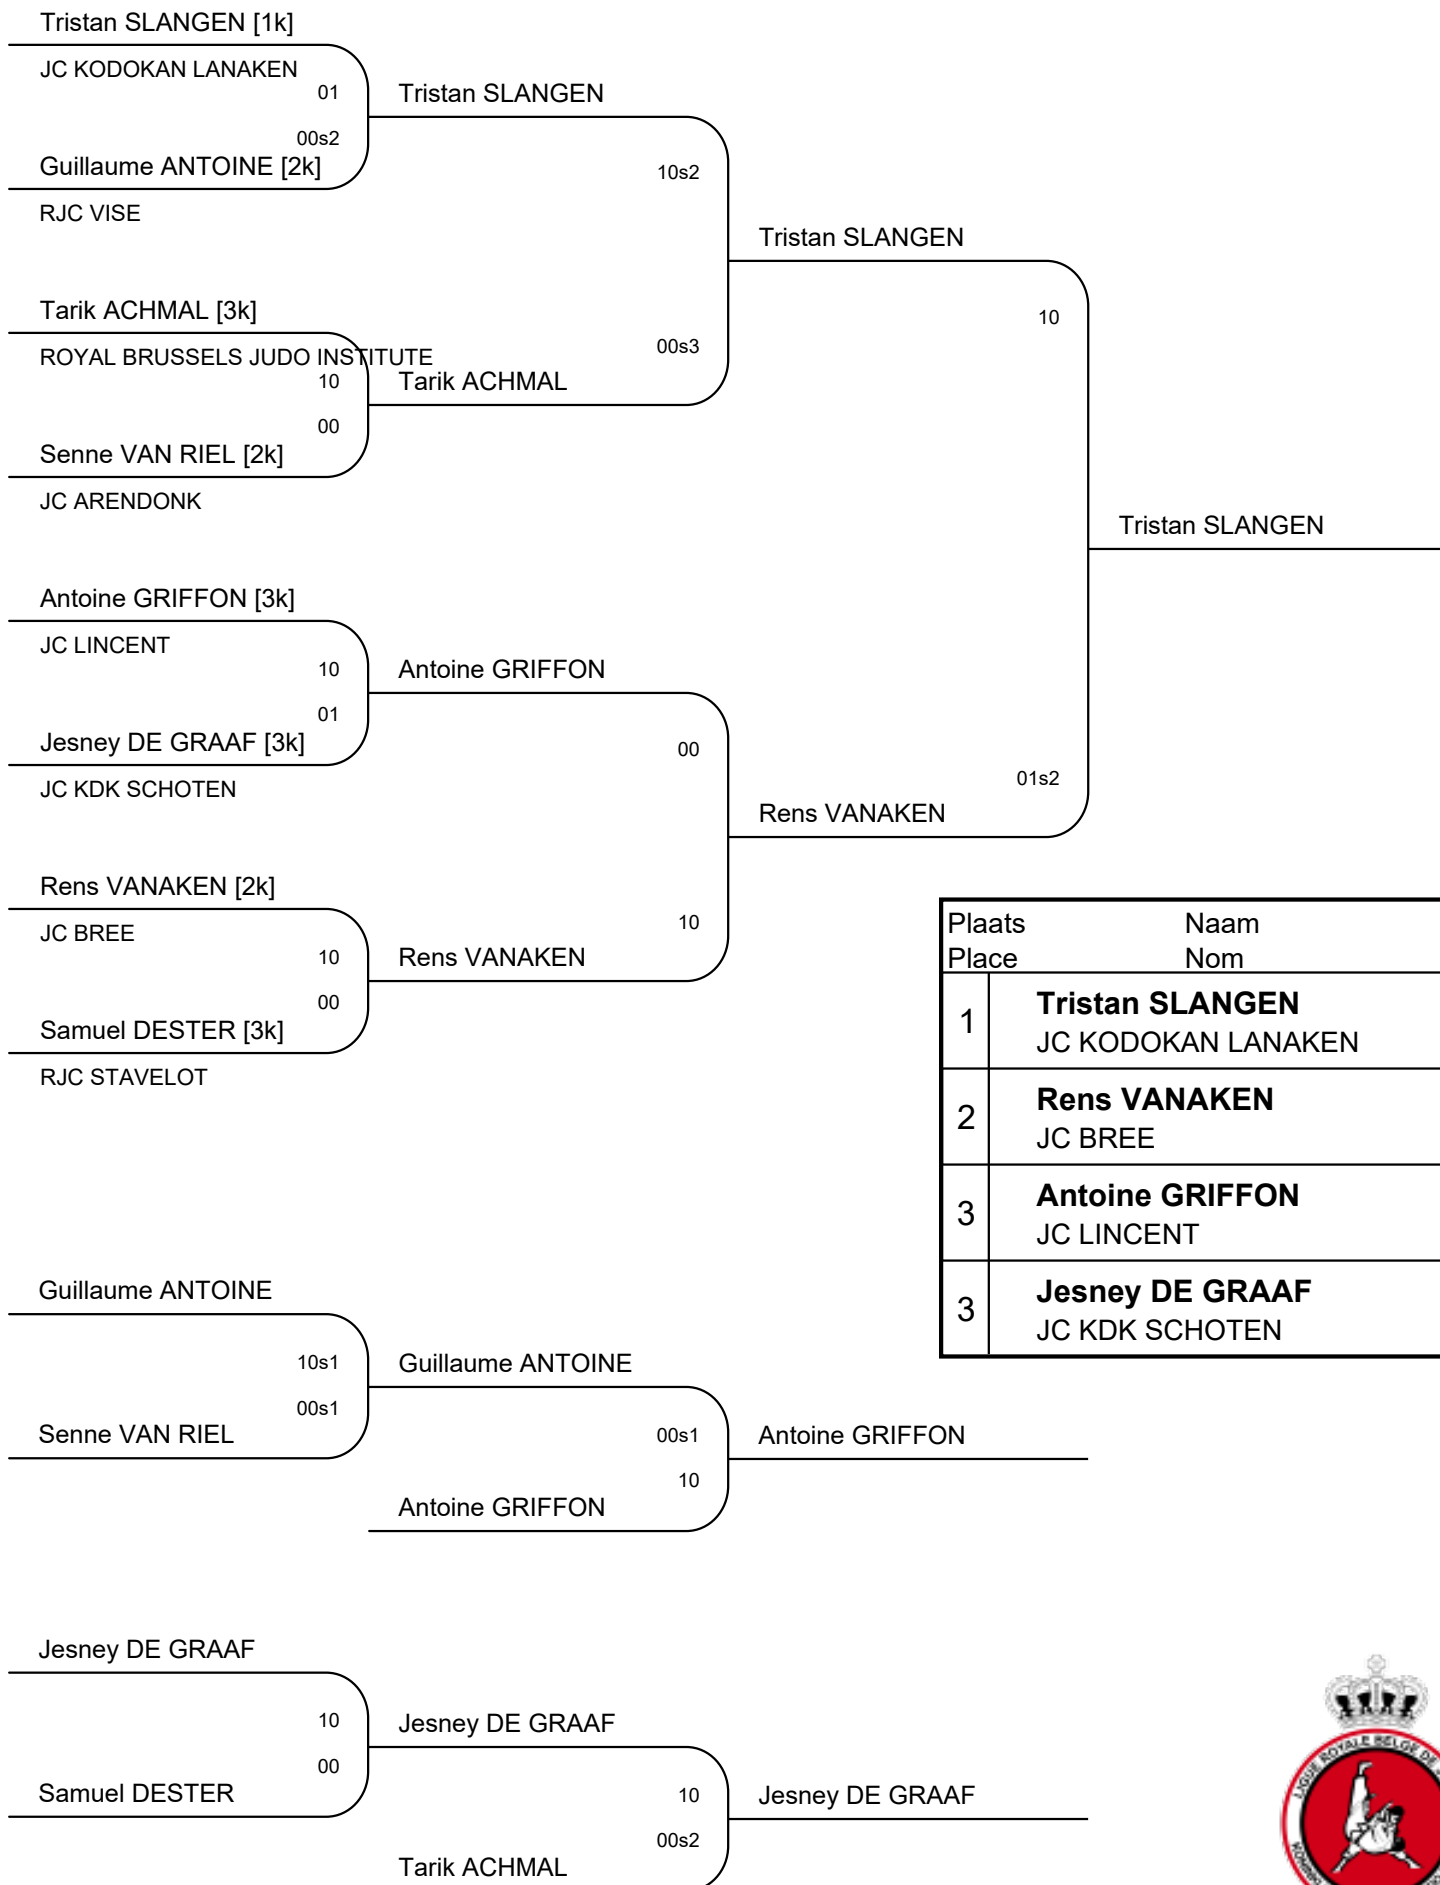 Tristan SLANGEN [1k]
JC KODOKAN LANAKEN
01
Tristan SLANGEN
00s2
Guillaume ANTOINE [2k]
10s2
RJC VISE
Tristan SLANGEN
Tarik ACHMAL [3k]
10
ROYAL BRUSSELS JUDO INSTITUTE
00s3
10
Tarik ACHMAL
00
Senne VAN RIEL [2k]
JC ARENDONK
Tristan SLANGEN
Antoine GRIFFON [3k]
JC LINCENT
10
Antoine GRIFFON
01
Jesney DE GRAAF [3k]
00
JC KDK SCHOTEN
01s2
Rens VANAKEN
Rens VANAKEN [2k]
JC BREE
10
10
Rens VANAKEN
00
Samuel DESTER [3k]
RJC STAVELOT
Plaats Naam
Place Nom
1 Tristan SLANGEN
JC KODOKAN LANAKEN
2 Rens VANAKEN
JC BREE
3 Antoine GRIFFON
JC LINCENT
3 Jesney DE GRAAF
JC KDK SCHOTEN
Guillaume ANTOINE
10s1
Guillaume ANTOINE
00s1
Senne VAN RIEL
00s1
Antoine GRIFFON
10
Antoine GRIFFON
Jesney DE GRAAF
10
Jesney DE GRAAF
00
Samuel DESTER
10
Jesney DE GRAAF
00s2
Tarik ACHMAL
LIGUE ROYALE BELGE DE